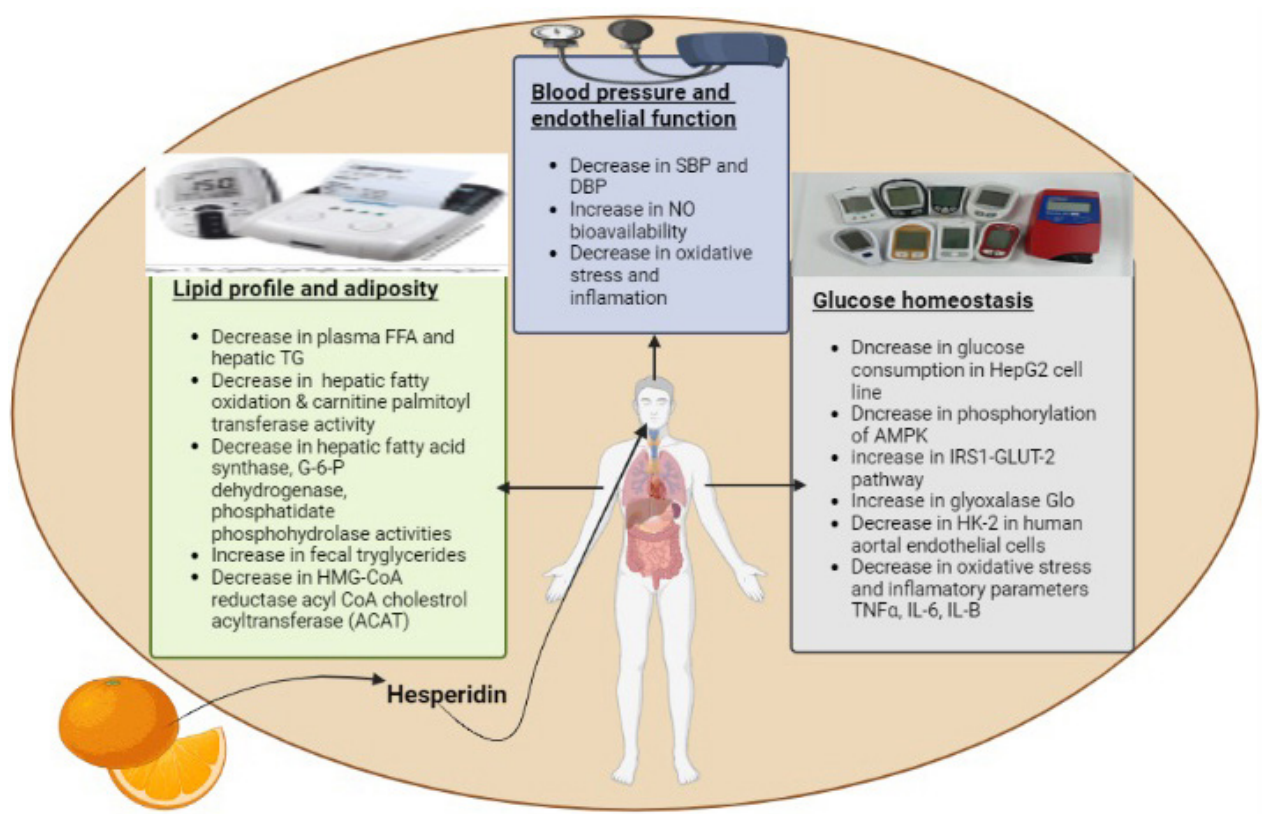 Blood pressure and
endothelial function
• Decrease in SBP and
DBP
• Increase in NO
bioavailability
• Decrease in oxidative
stress and
inflamation
15.0
Lipid profile and adiposity
• Decrease in plasma FFA and
hepatic TG
• Decrease in hepatic fatty
oxidation & carnitine palmitoyl
transferase activity
• Decrease in hepatic fatty acid
synthase, G-6-P
dehydrogenase,
phosphatidate
phosphohydrolase activities
• Increase in fecal tryglycerides
• Decrease in HMG-CoA
reductase acyl CoA cholestrol
acyltransferase (ACAT)
Glucose homeostasis
• Dncrease in glucose
consumption in HepG2 cell
line
• Dncrease in phosphorylation
of AMPK
• increase in IRS1-GLUT-2
pathway
• Increase in glyoxalase Glo
• Decrease in HK-2 in human
aortal endothelial cells
• Decrease in oxidative stress
and inflamatory parameters
TNFα, IL-6, IL-B
Hesperidin